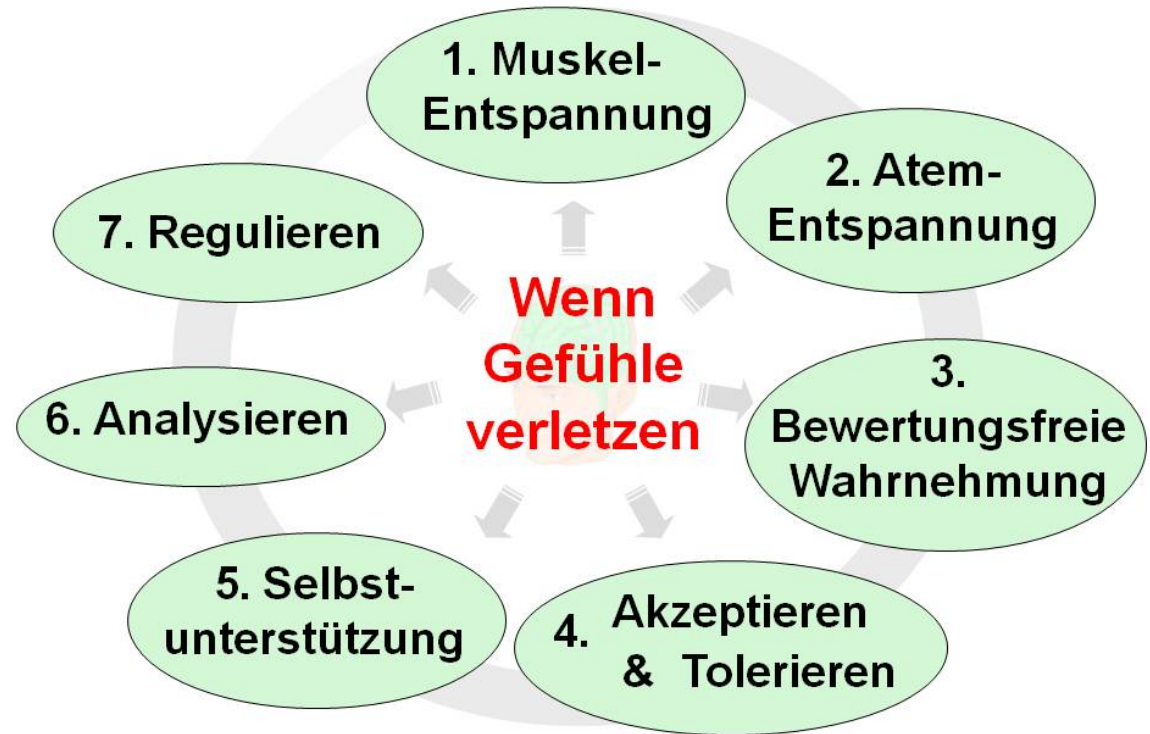 1. Muskel-
Entspannung
2. Atem-
Entspannung
3.
Bewertungsfreie
Wahrnehmung
4. Akzeptieren
& Tolerieren
5. Selbst-
unterstützung
6. Analysieren
7. Regulieren
Wenn
Gefühle
verletzen